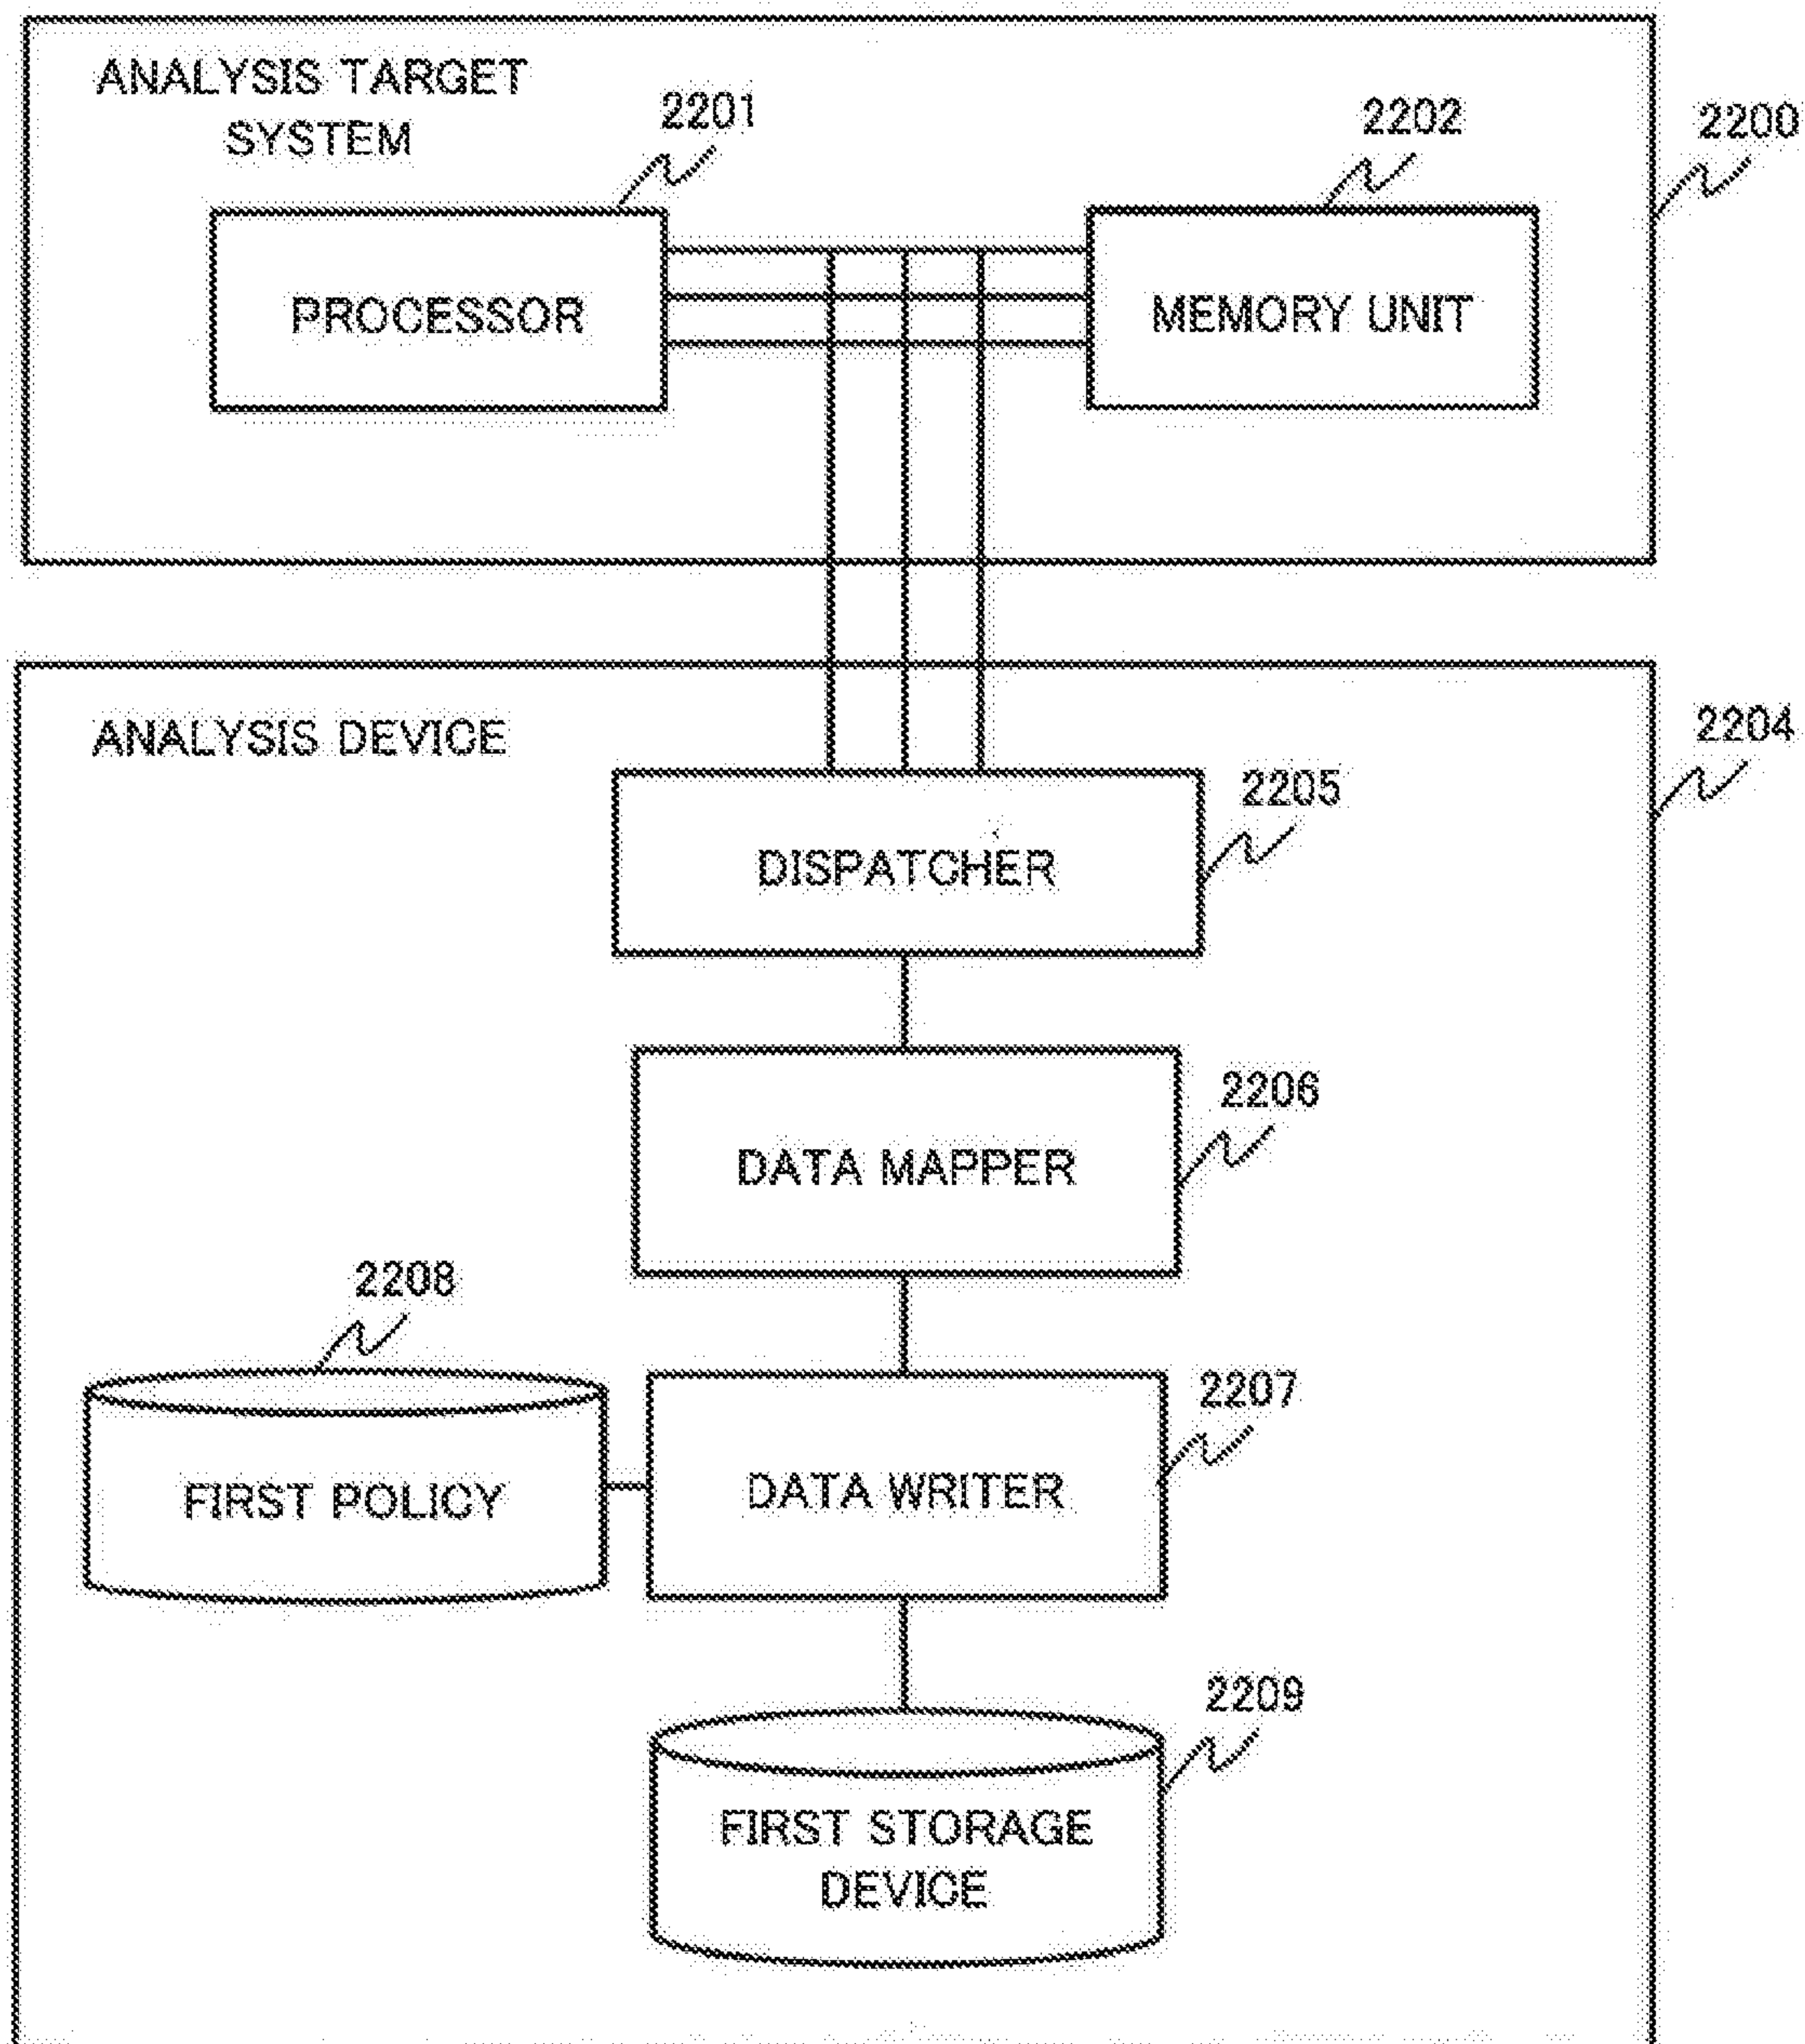 ANALYSIS TARGET
SYSTEM
2201
2202
2200
PROCESSOR
MEMORY UNIT
ANALYSIS DEVICE
2204
2205
DISPATCHER
2206
DATA MAPPER
2208
2207
FIRST POLICY
DATA WRITER
2209
FIRST STORAGE
DEVICE